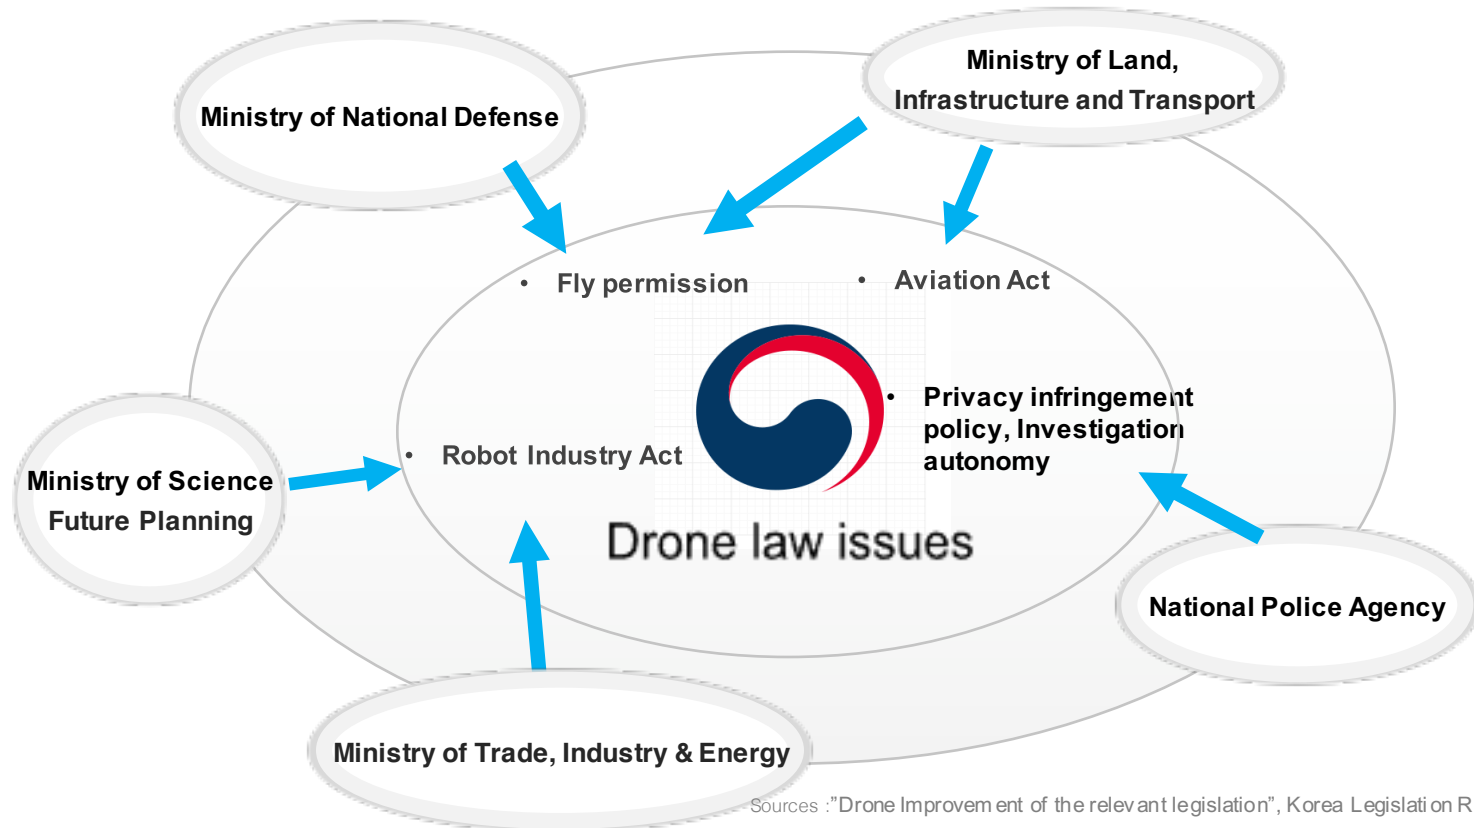 Ministry of National Defense
Ministry of Land,
Infrastructure and Transport
• Fly permission
• Aviation Act
• Privacy infringement
policy, Investigation
autonomy
• Robot Industry Act
Ministry of Science
Future Planning
Drone law issues
National Police Agency
Ministry of Trade, Industry & Energy
Sources :”Drone Improvement of the relevant legislation”, Korea Legislation R